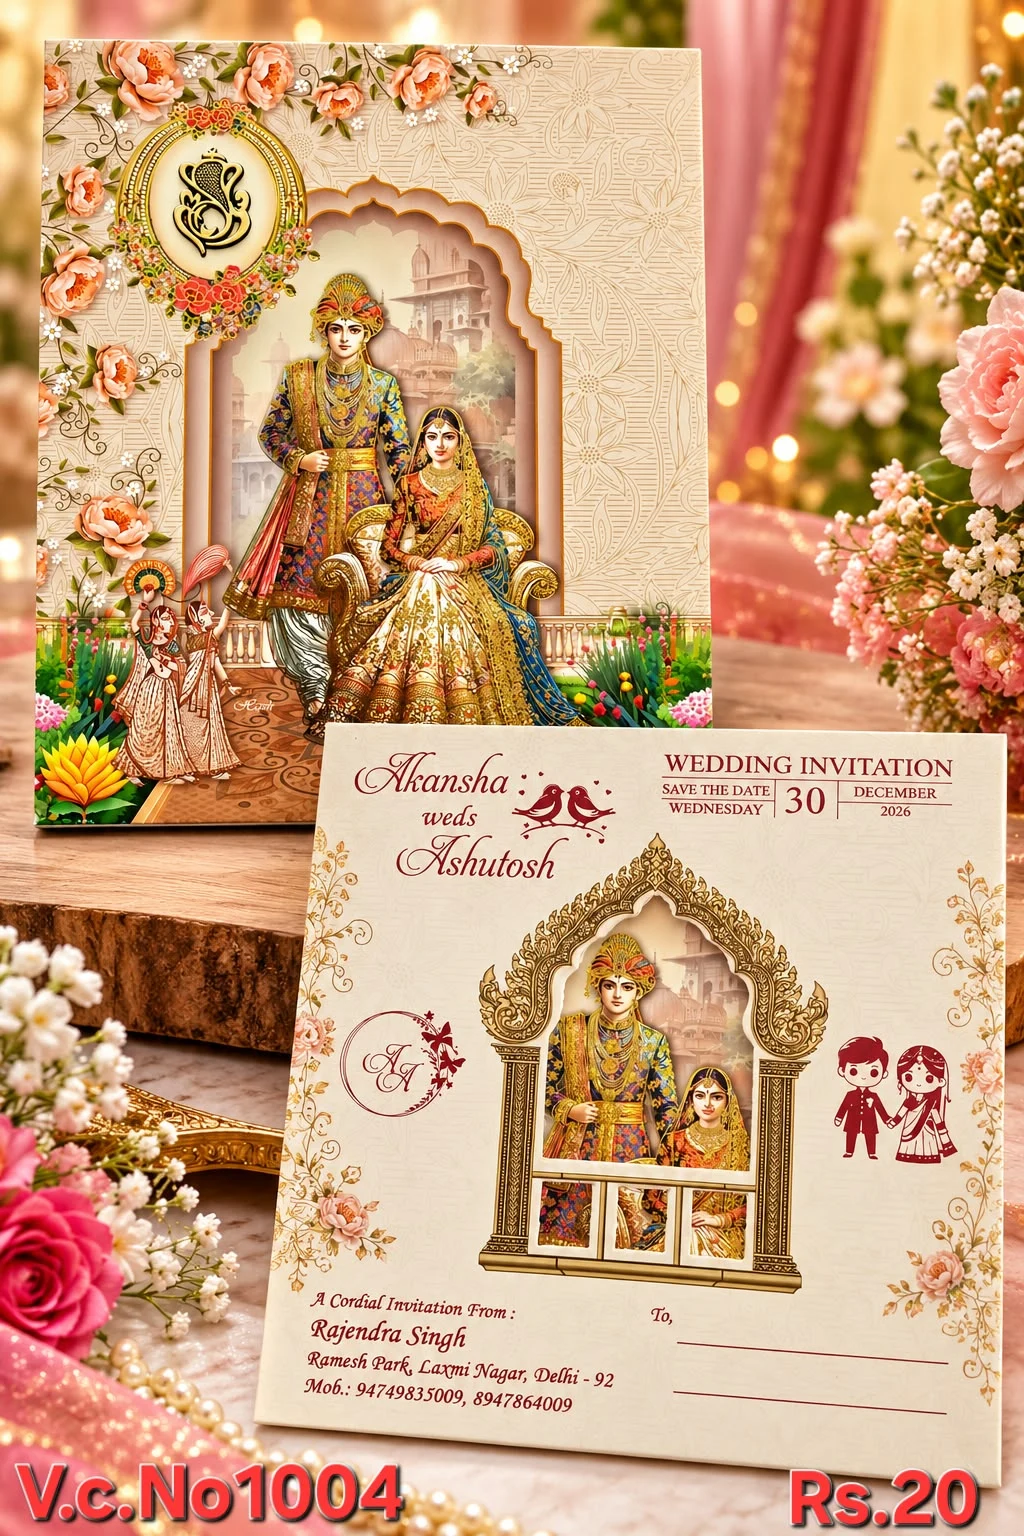 Akansha
weds
Ashutosh
WEDDING INVITATION
SAVE THE DATE
WEDNESDAY
30
DECEMBER
2026
AA
A Cordial Invitation From :
Rajendra Singh
Ramesh Park, Laxmi Nagar, Delhi - 92
Mob.: 94749835009, 8947864009
To,
V.c.No1004
Rs.20